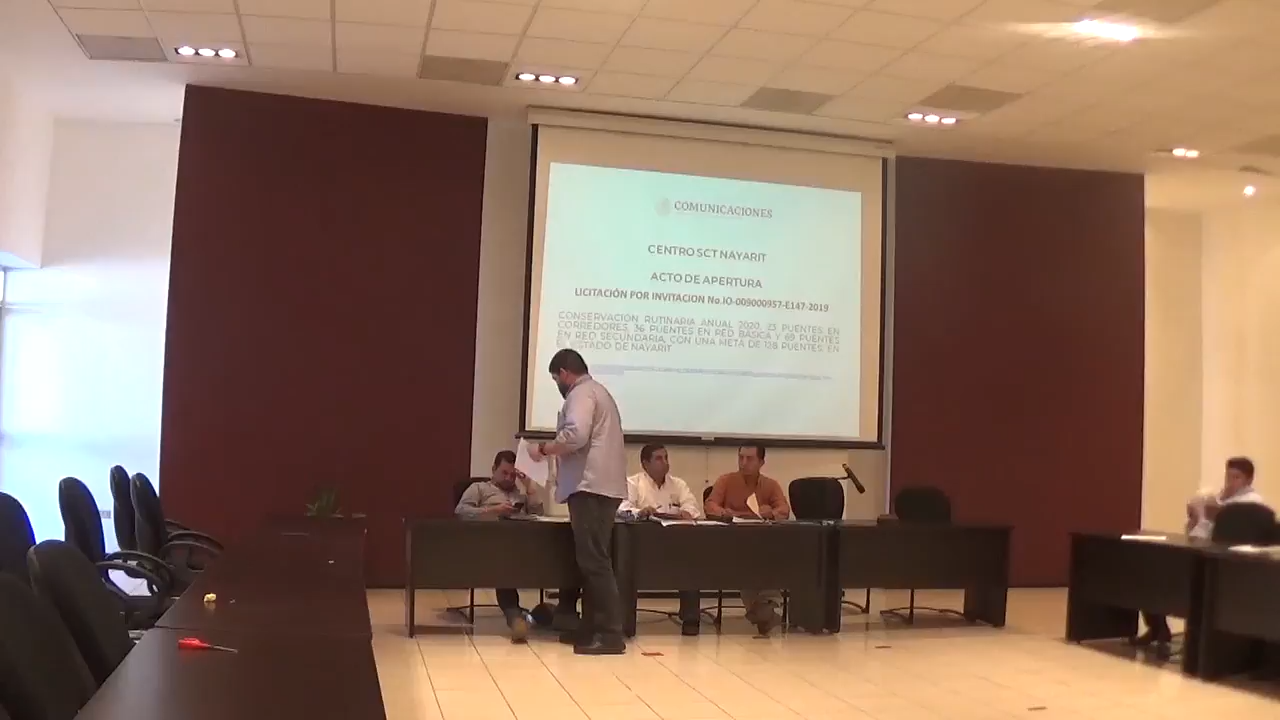 COMUNICACIONES
CENTRO SCT NAYARIT
ACTO DE APERTURA
LICITACIÓN POR INVITACION No.IO-009000957-E147-2019
CONSERVACIÓN RUTINARIA ANUAL 2020, 23 PUENTES EN
CORREDORES, 36 PUENTES EN RED BÁSICA Y 69 PUENTES
EN RED SECUNDARIA, CON UNA META DE 128 PUENTES, EN
EL ESTADO DE NAYARIT